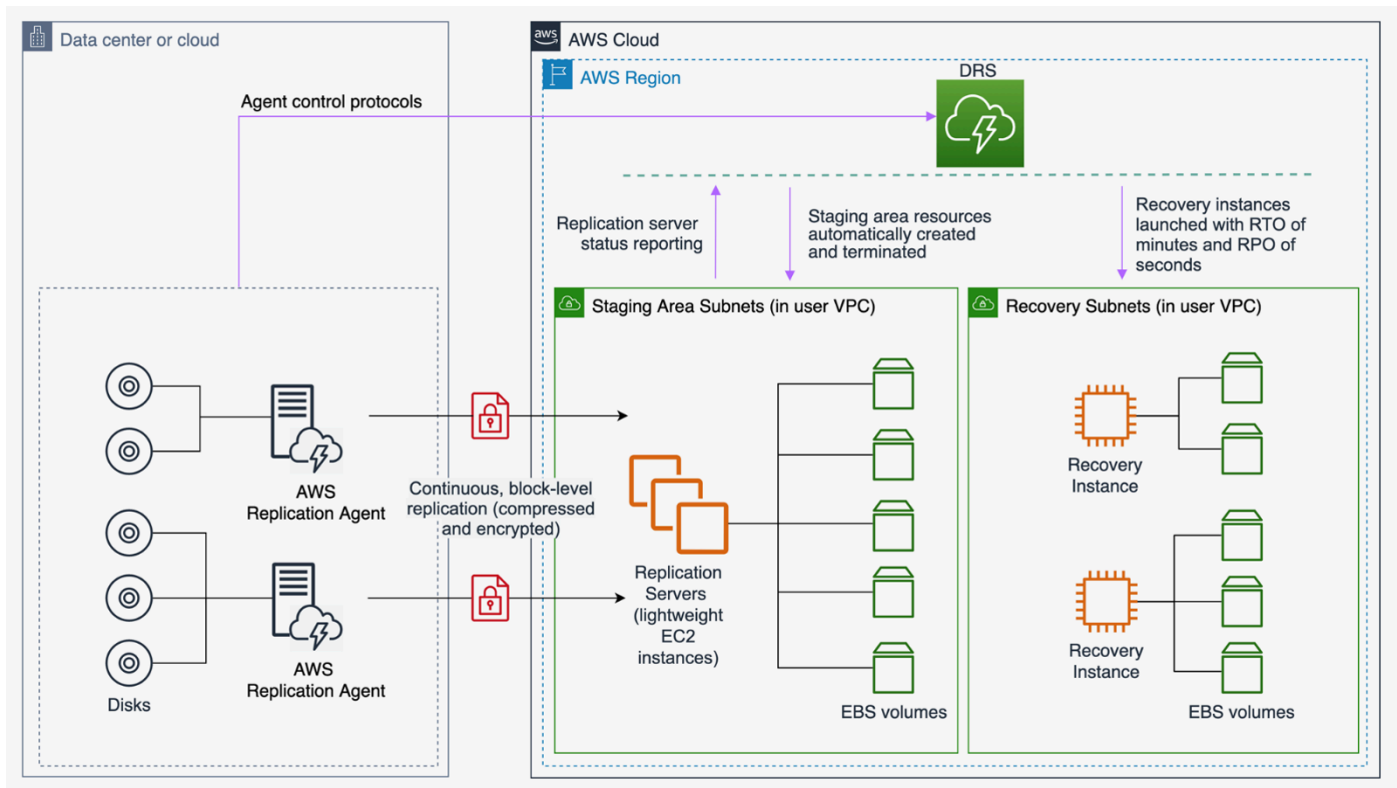 Data center or cloud
aws
AWS Cloud
AWS Region
DRS
Agent control protocols
Replication server
status reporting
Staging area resources
automatically created
and terminated
Recovery instances
launched with RTO of
minutes and RPO of
seconds
Staging Area Subnets (in user VPC)
Recovery Subnets (in user VPC)
AWS
Replication Agent
Continuous, block-level
replication (compressed
and encrypted)
Recovery
Instance
Replication
Servers
(lightweight
EC2
instances)
Recovery
Instance
AWS
Replication Agent
Disks
EBS volumes
EBS volumes